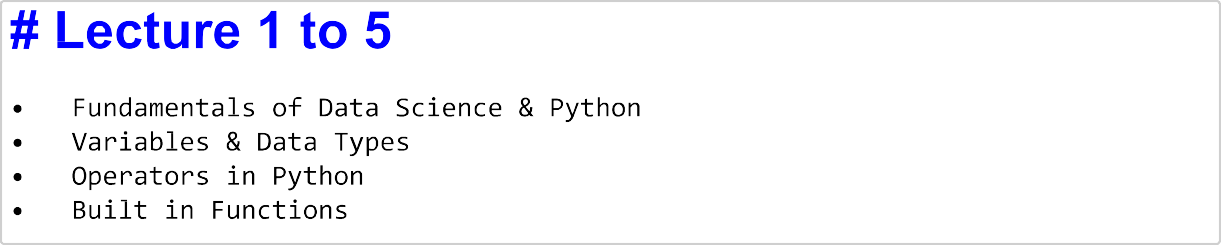 # Lecture 1 to 5
• Fundamentals of Data Science & Python
• Variables & Data Types
• Operators in Python
• Built in Functions